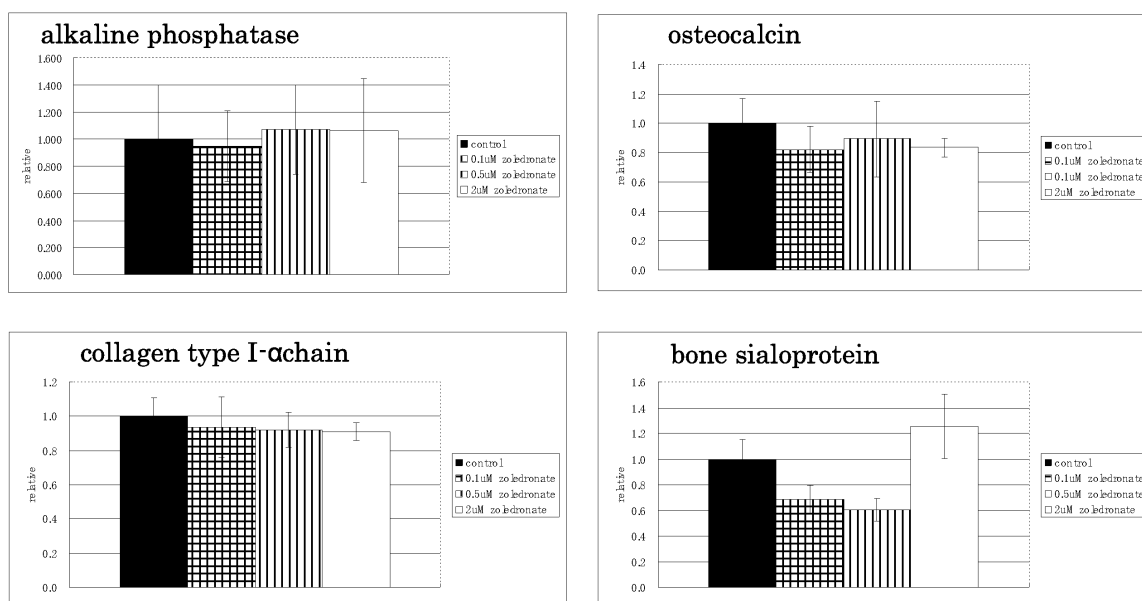 alkaline phosphatase
1.600
1.400
1.200
1.000
0.800
0.600
0.400
0.200
0.000
relative
control
0.1uM zoledronate
0.5uM zoledronate
2uM zoledronate
osteocalcin
1.4
1.2
1.0
0.8
0.6
0.4
0.2
0.0
relative
control
0.1uM zoledronate
0.1uM zoledronate
2uM zoledronate
collagen type I-αchain
1.2
1.0
0.8
0.6
0.4
0.2
0.0
relative
control
0.1uM zoledronate
0.5uM zoledronate
2uM zoledronate
bone sialoprotein
1.6
1.4
1.2
1.0
0.8
0.6
0.4
0.2
0.0
relative
control
0.1uM zoledronate
0.5uM zoledronate
2uM zoledronate